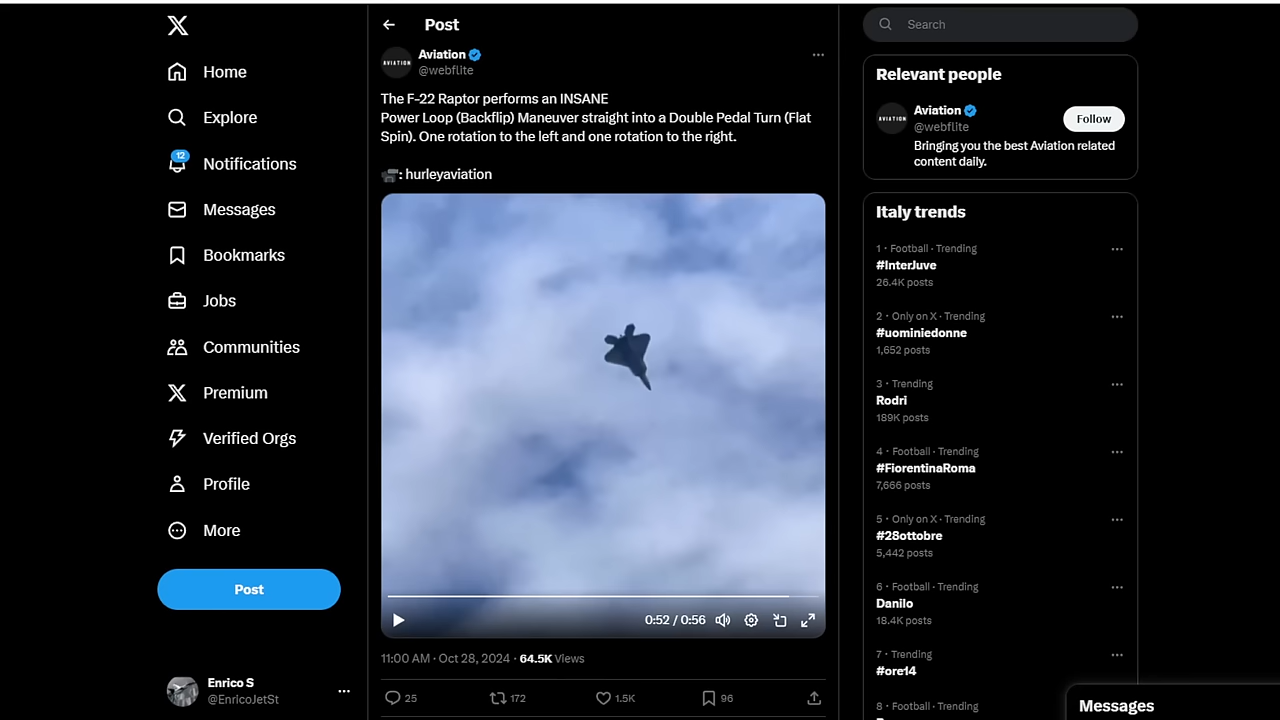 Home
Explore
12
Notifications
Messages
Bookmarks
Jobs
Communities
Premium
Verified Orgs
Profile
More
Post
Enrico S
@EnricoJetSt
Post
AVIATION
Aviation
@webflite
The F-22 Raptor performs an INSANE
Power Loop (Backflip) Maneuver straight into a Double Pedal Turn (Flat
Spin). One rotation to the left and one rotation to the right.
: hurleyaviation
0:52 / 0:56
11:00 AM · Oct 28, 2024 · 64.5K Views
25
172
1.5K
96
Search
Relevant people
AVIATION
Aviation
@webflite
Follow
Bringing you the best Aviation related
content daily.
Italy trends
1 · Football · Trending
#InterJuve
26.4K posts
2 · Only on X · Trending
#uominiedonne
1,652 posts
3 · Trending
Rodri
189K posts
4 · Football · Trending
#FiorentinaRoma
7,666 posts
5 · Only on X · Trending
#28ottobre
5,442 posts
6 · Football · Trending
Danilo
18.4K posts
7 · Trending
#ore14
8 · Football · Trending
Messages